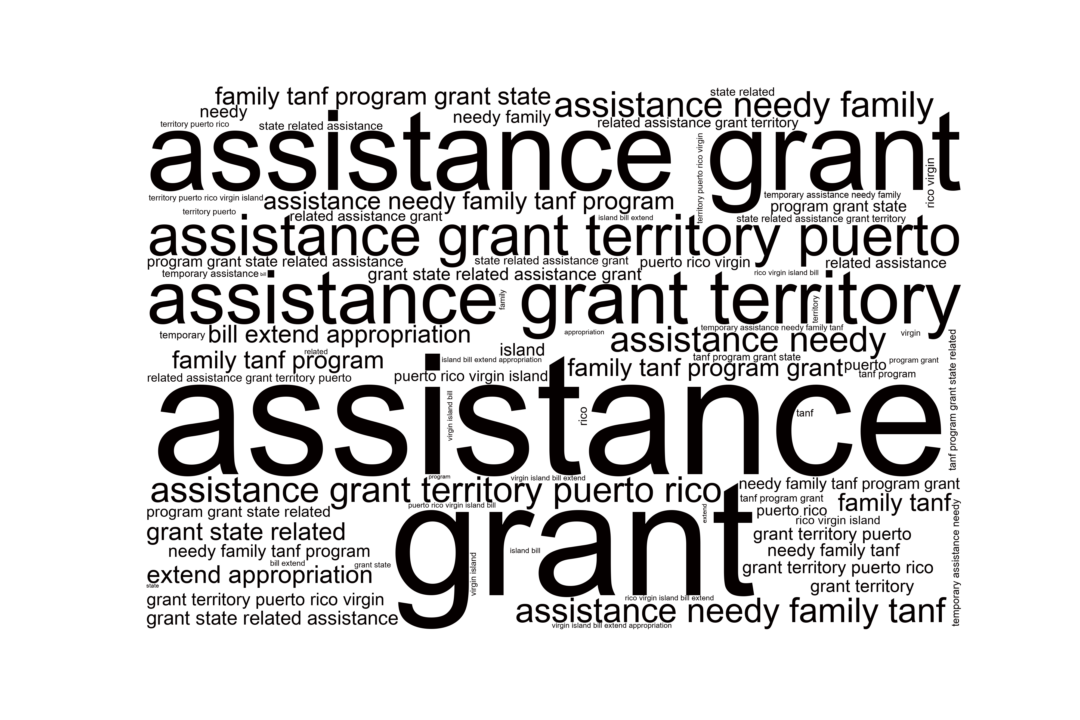 family tanf program grant state
state related
assistance needy family
needy
needy family
territory puerto rico
state related assistance
related assistance grant territory
assistance grant
territory puerto rico virgin
rico virgin
territory puerto rico virgin island
assistance needy family tanf program
temporary assistance needy family
program grant state
territory puerto
related assistance grant
island bill extend
state related assistance grant territory
assistance grant territory puerto
program grant state related assistance
state related assistance grant
puerto rico virgin
related assistance
temporary assistance
bill
grant state related assistance grant
rico virgin island bill
assistance grant territory
family
territory
temporary
bill extend appropriation
appropriation
temporary assistance needy family tanf
assistance needy
virgin
island
related
family tanf program
island bill extend appropriation
tanf program grant state
family tanf program grant
puerto
program grant
tanf program
related assistance grant territory puerto
puerto rico virgin island
tanf program grant state related
assistance
virgin island bill
rico
tanf
program
virgin island bill extend
assistance grant territory puerto rico
needy family tanf program grant
tanf program grant
family tanf
program grant state related
puerto rico virgin island bill
extend
puerto rico
rico virgin island
grant state related
grant
grant territory puerto
needy family tanf program
island bill
needy family tanf
bill extend
grant state
virgin island
extend appropriation
grant territory puerto rico
state
grant territory
temporary assistance needy
grant territory puerto rico virgin
rico virgin island bill extend
assistance needy family tanf
grant state related assistance
virgin island bill extend appropriation